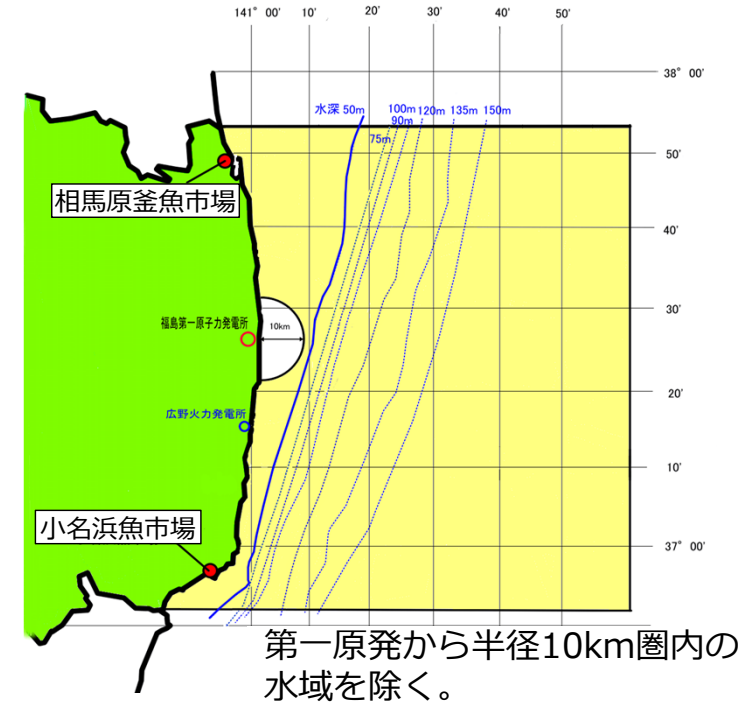 141° 00' 10' 20' 30' 40' 50'
38° 00'
水深 50m 100m 120m 135m 150m
90m
75m
50'
相馬原釜魚市場
40'
30'
福島第一原子力発電所 10km
20'
広野火力発電所
10'
小名浜魚市場
37° 00'
第一原発から半径10km圏内の
水域を除く。